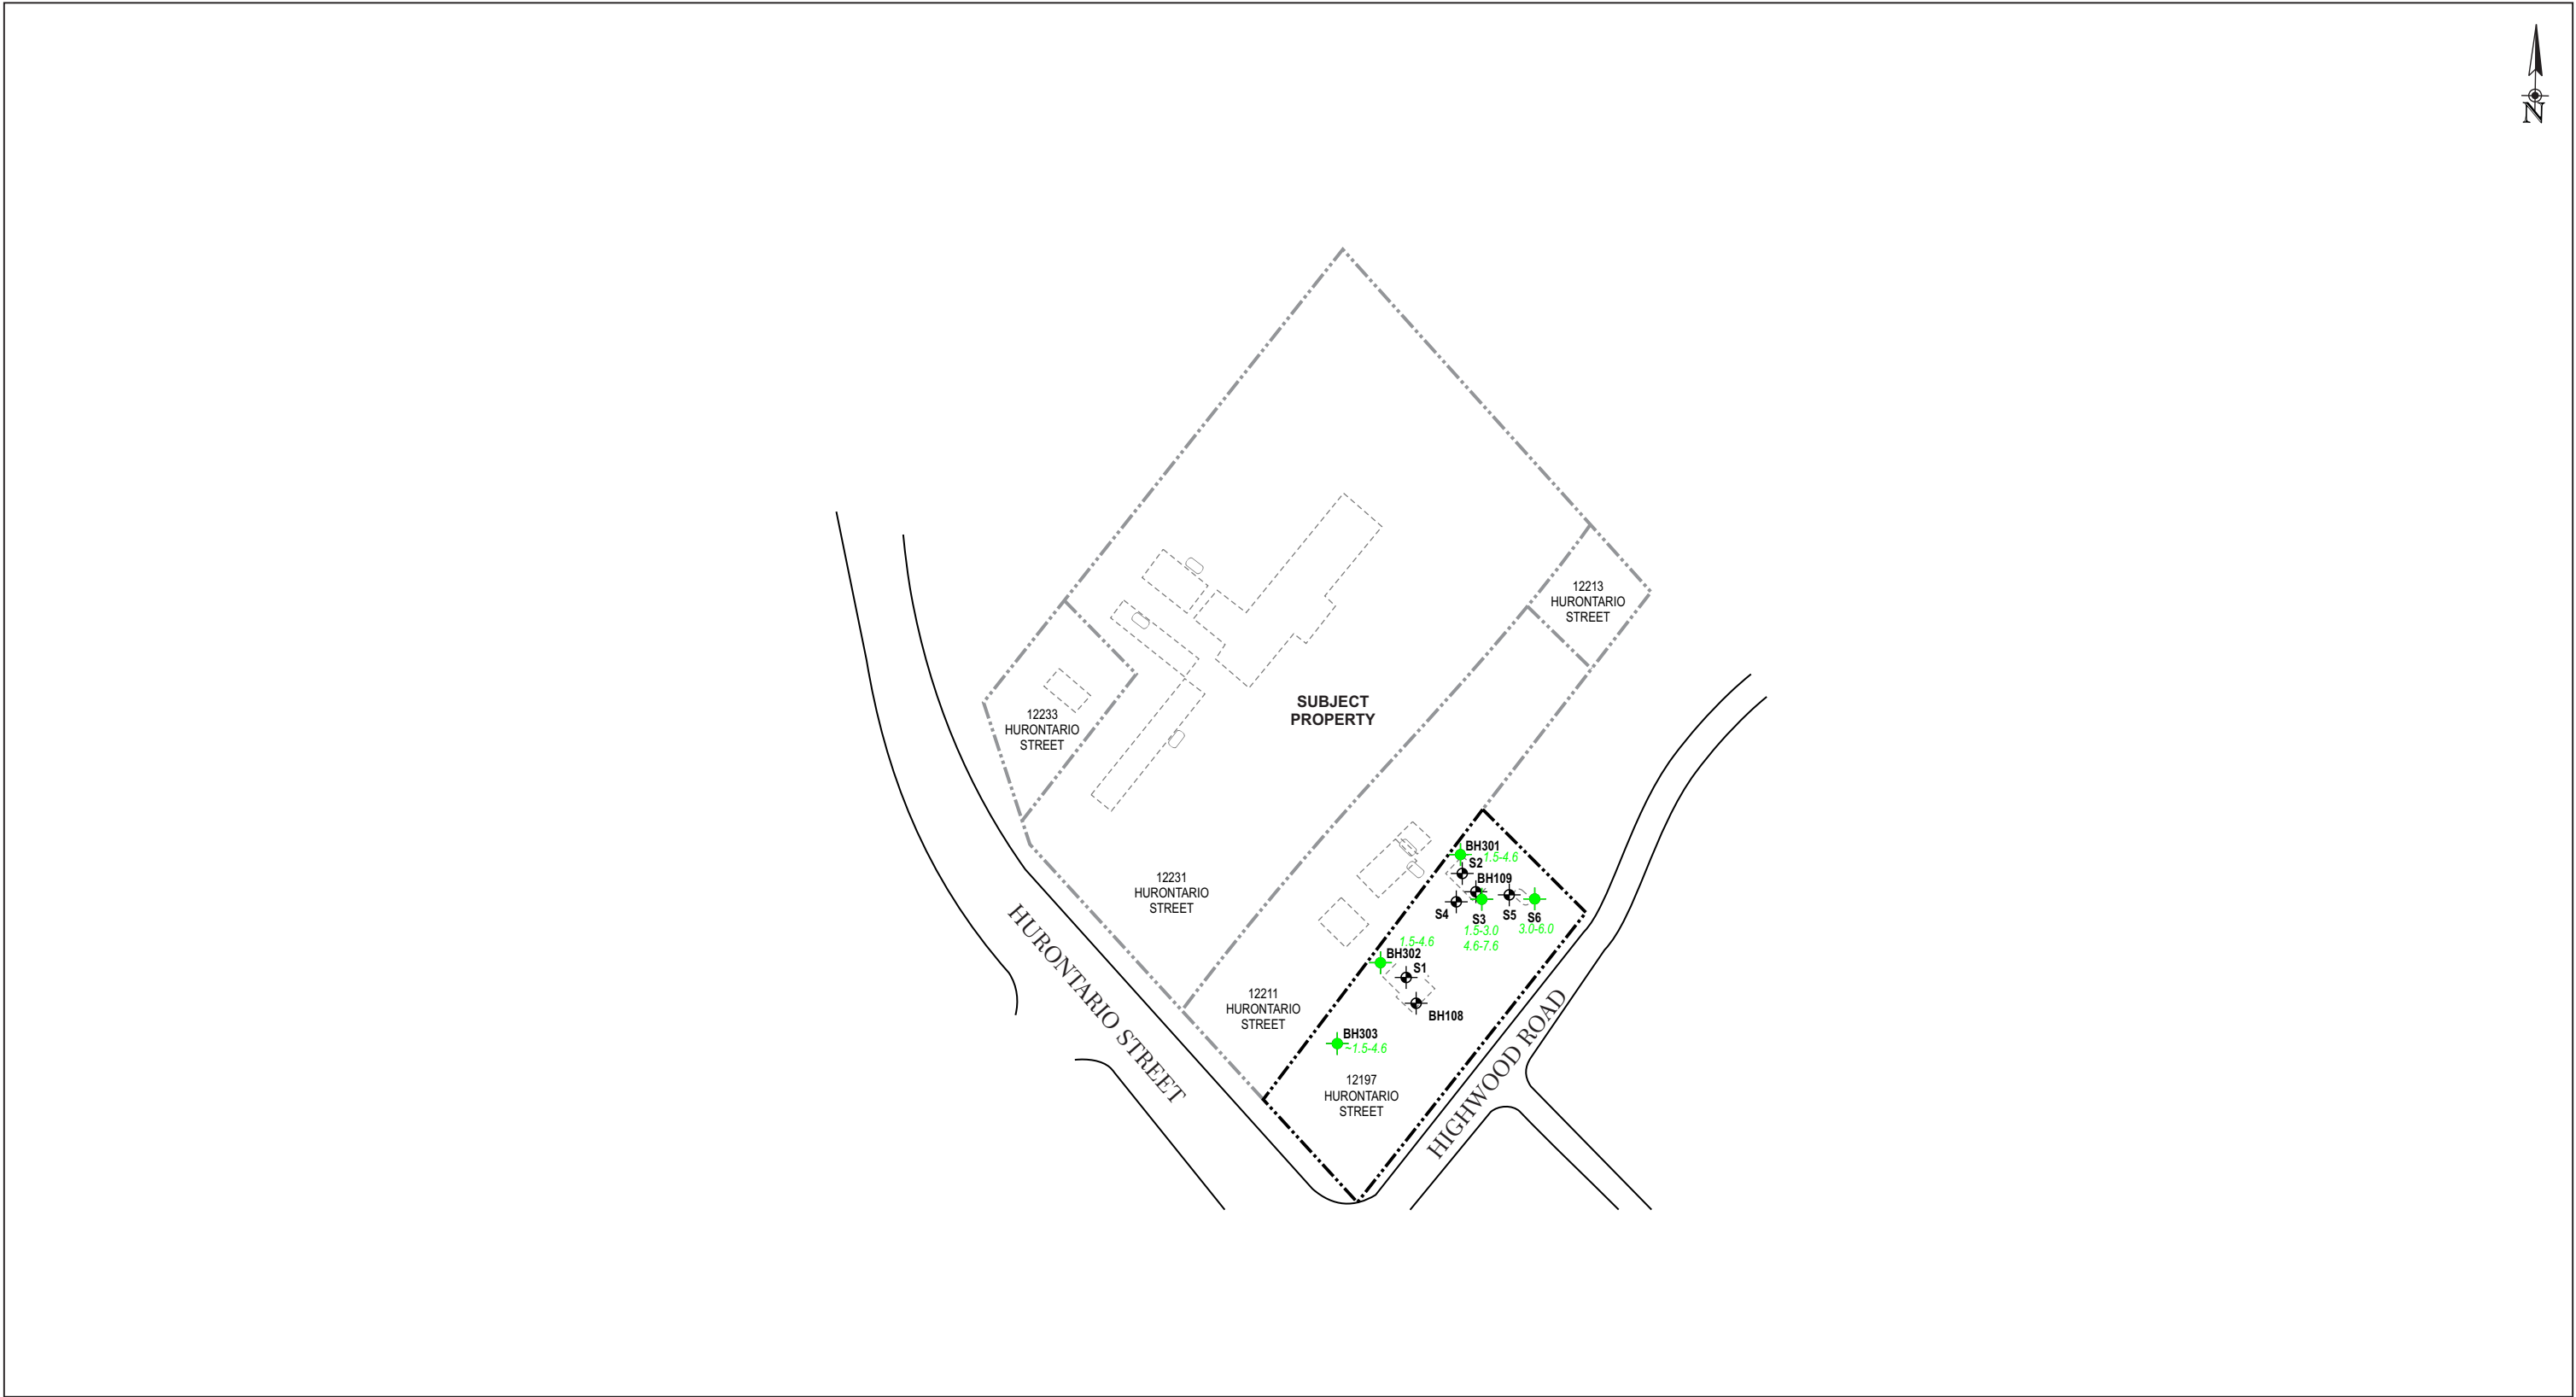 N
12213
HURONTARIO
STREET
SUBJECT
PROPERTY
12233
HURONTARIO
STREET
12231
HURONTARIO
STREET
BH301
1.5-4.6
S2
BH109
S4
S3
1.5-3.0
4.6-7.6
S5
S6
3.0-6.0
1.5-4.6
BH302
S1
BH108
12211
HURONTARIO
STREET
BH303
~1.5-4.6
12197
HURONTARIO
STREET
HURONTARIO STREET
HIGHWOOD ROAD